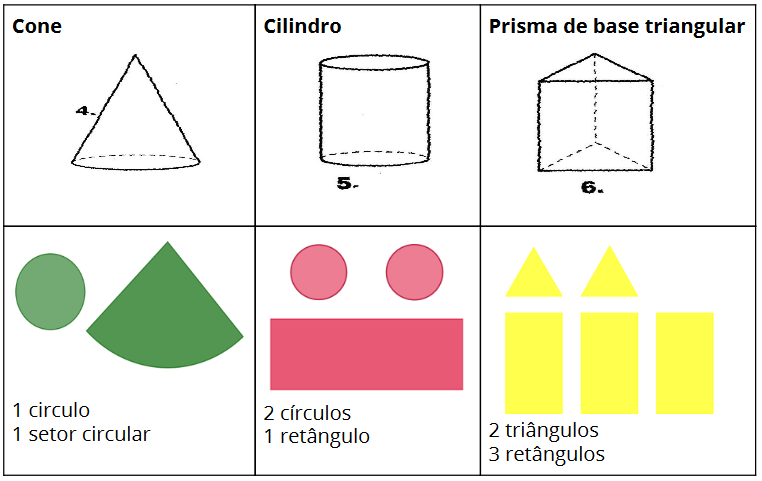 Cone
Cilindro
Prisma de base triangular
4.
5.
6.
1 circulo
1 setor circular
2 círculos
1 retângulo
2 triângulos
3 retângulos